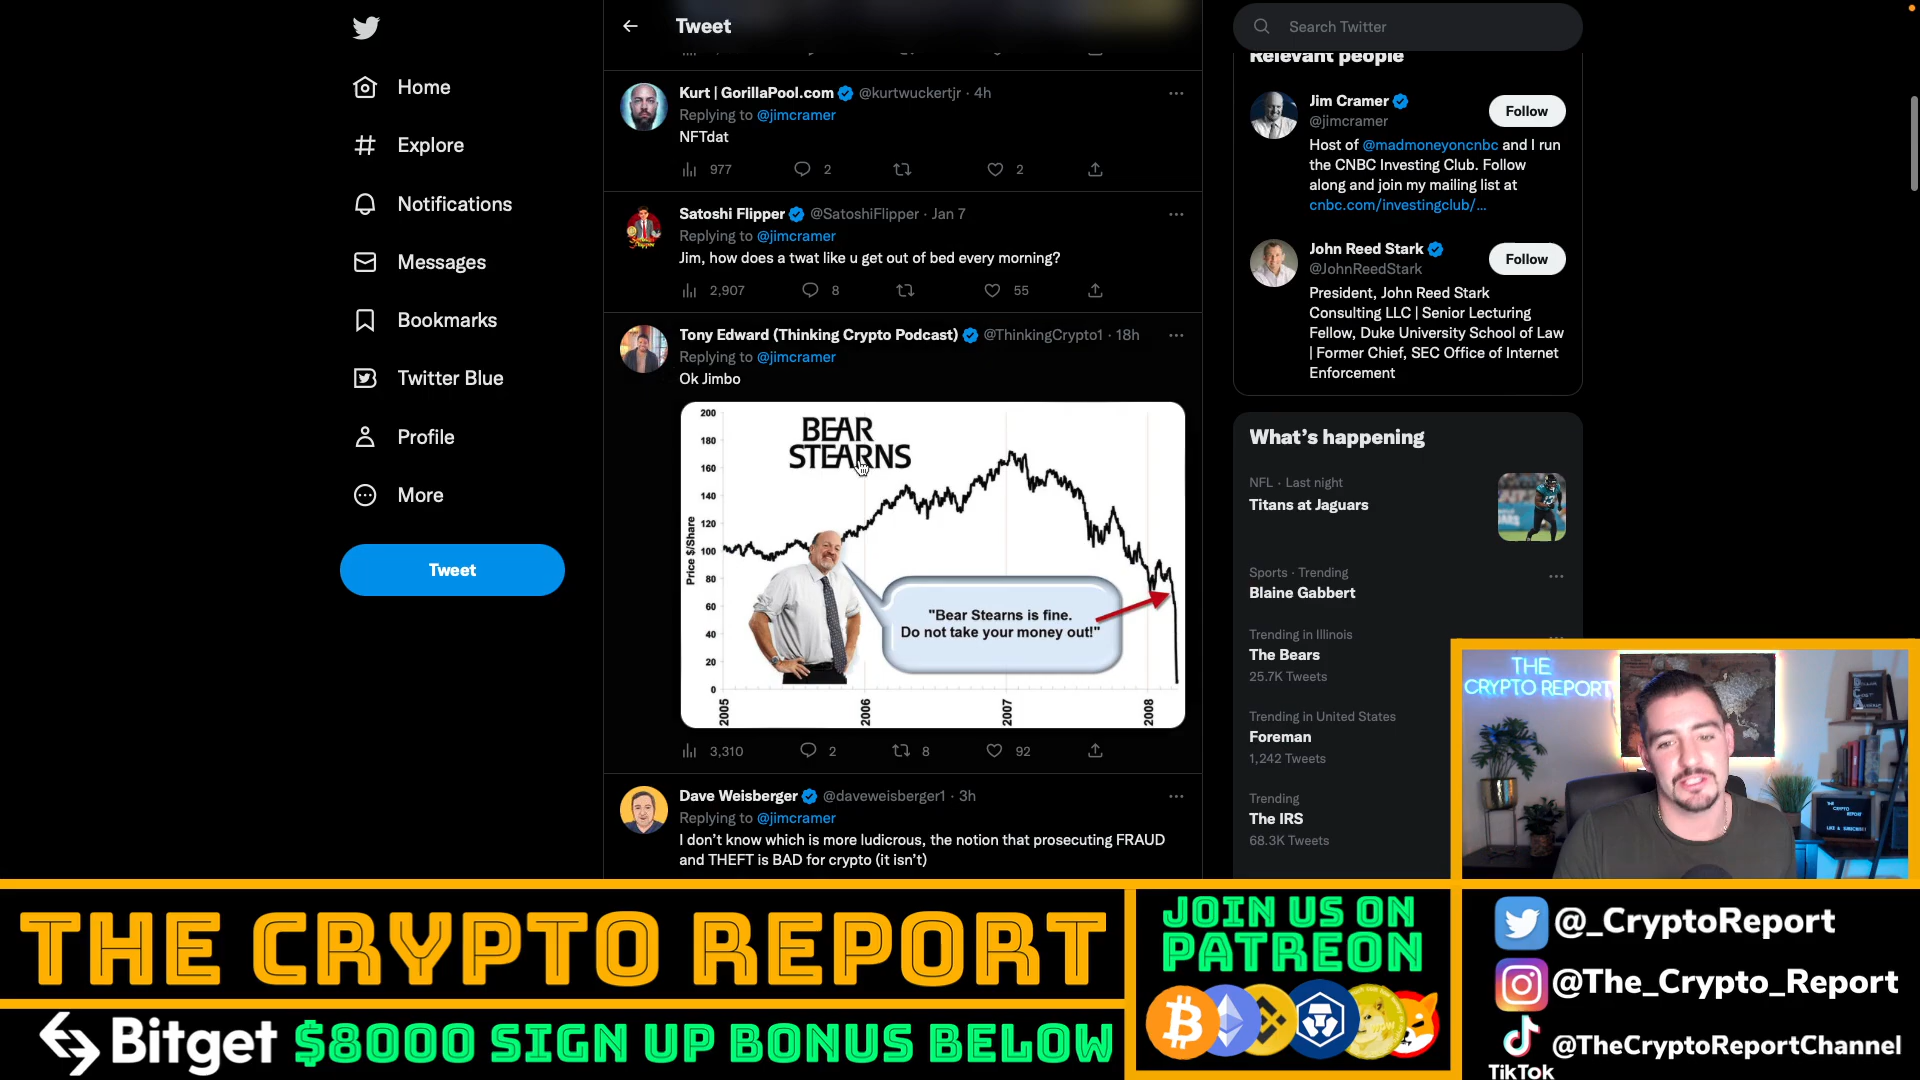 Tweet
Search Twitter
Home
Explore
Notifications
Messages
Bookmarks
Twitter Blue
Profile
More
Tweet
Kurt | GorillaPool.com @kurtwuckertjr · 4h
Replying to @jimcramer
NFTdat
977 2 2
Satoshi Flipper @SatoshiFlipper · Jan 7
Replying to @jimcramer
Jim, how does a twat like u get out of bed every morning?
2,907 8 55
Tony Edward (Thinking Crypto Podcast) @ThinkingCrypto1 · 18h
Replying to @jimcramer
Ok Jimbo
BEAR
STEARNS
Price $/Share
200
180
160
140
120
100
80
60
40
20
0
"Bear Stearns is fine.
Do not take your money out!"
2005 2006 2007 2008
3,310 2 8 92
Dave Weisberger @daveweisberger1 · 3h
Replying to @jimcramer
I don't know which is more ludicrous, the notion that prosecuting FRAUD
and THEFT is BAD for crypto (it isn't)
Relevant people
Jim Cramer
@jimcramer
Follow
Host of @madmoneyoncnbc and I run
the CNBC Investing Club. Follow
along and join my mailing list at
cnbc.com/investingclub/...
John Reed Stark
@JohnReedStark
Follow
President, John Reed Stark
Consulting LLC | Senior Lecturing
Fellow, Duke University School of Law
| Former Chief, SEC Office of Internet
Enforcement
What's happening
NFL · Last night
Titans at Jaguars
Sports · Trending
Blaine Gabbert
Trending in Illinois
The Bears
25.7K Tweets
Trending in United States
Foreman
1,242 Tweets
Trending
The IRS
68.3K Tweets
THE
CRYPTO REPORT
THE
CRYPTO
REPORT
LIKE & SUBSCRIBE!
THE CRYPTO REPORT
Bitget $8000 SIGN UP BONUS BELOW
JOIN US ON
PATREON
@_CryptoReport
@The_Crypto_Report
@TheCryptoReportChannel
TikTok